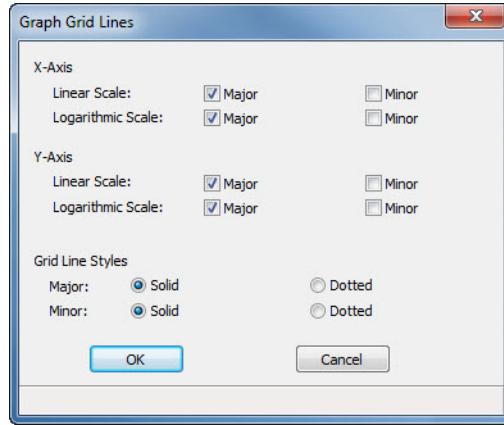 Graph Grid Lines
X-Axis
Linear Scale: Major Minor
Logarithmic Scale: Major Minor
Y-Axis
Linear Scale: Major Minor
Logarithmic Scale: Major Minor
Grid Line Styles
Major: Solid Dotted
Minor: Solid Dotted
OK Cancel